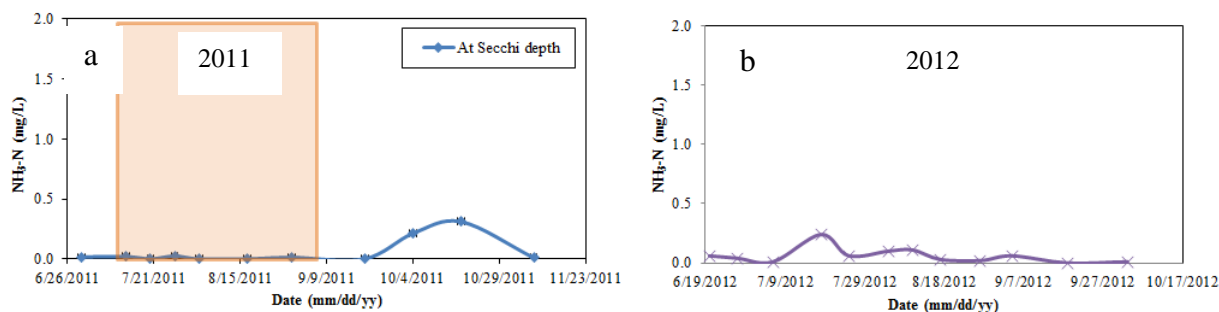 2.0
a
2011
At Secchi depth
1.5
1.0
0.5
0.0
NH3-N (mg/L)
6/26/2011 7/21/2011 8/15/2011 9/9/2011 10/4/2011 10/29/2011 11/23/2011
Date (mm/dd/yy)
2.0
b
2012
1.5
1.0
0.5
0.0
NH3-N (mg/L)
6/19/2012 7/9/2012 7/29/2012 8/18/2012 9/7/2012 9/27/2012 10/17/2012
Date (mm/dd/yy)